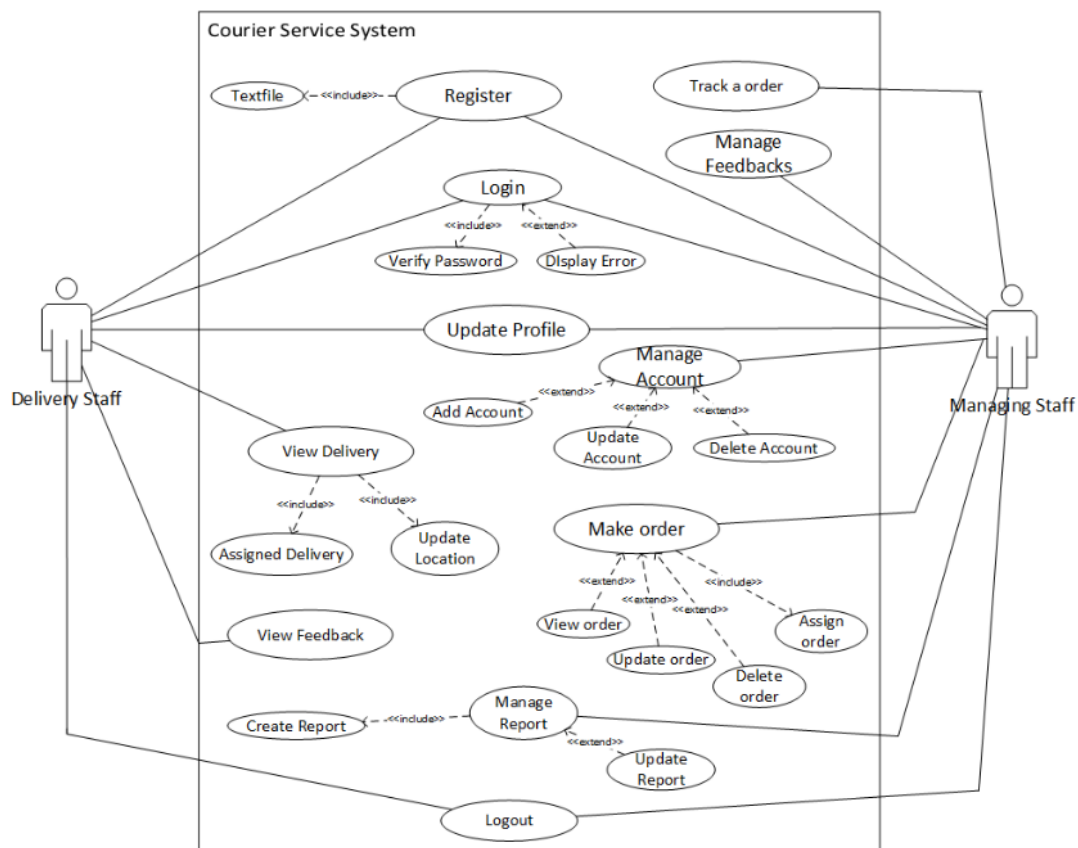 Courier Service System
Textfile
<<include>>
Register
Track a order
Manage
Feedbacks
Login
<<include>>
<<extend>>
Verify Password
DIsplay Error
Update Profile
Manage
Account
Delivery Staff
Managing Staff
<<extend>>
Add Account
<<extend>>
<<extend>>
Update
Account
Delete Account
View Delivery
<<include>>
<<include>>
Assigned Delivery
Update
Location
Make order
<<extend>>
<<extend>>
<<extend>>
<<include>>
View order
Update order
Delete
order
Assign
order
View Feedback
Create Report
<<include>>
Manage
Report
<<extend>>
Update
Report
Logout